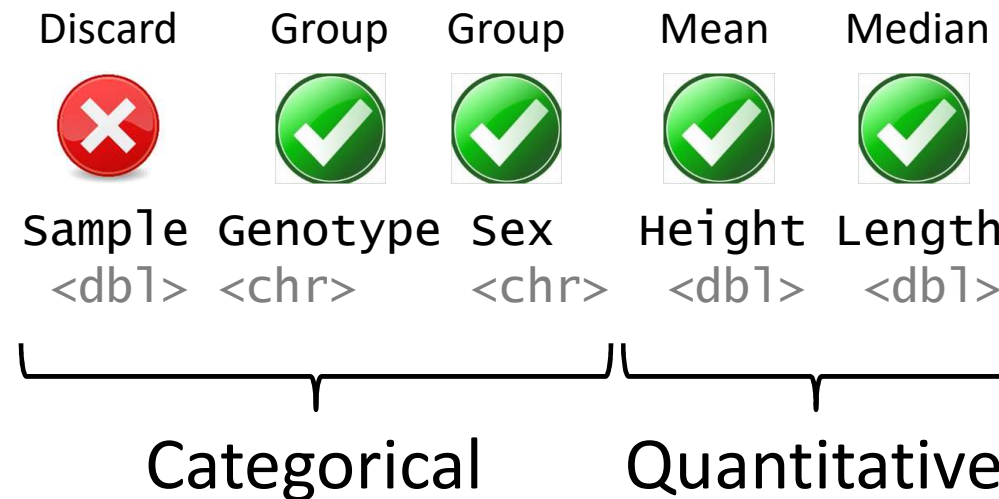 Discard Group Group Mean Median
Sample Genotype Sex Height Length
<dbl> <chr> <chr> <dbl> <dbl>
Categorical Quantitative